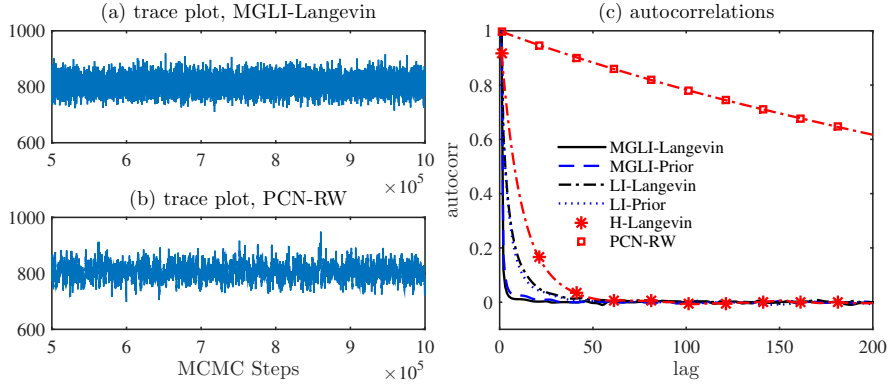 (a) trace plot, MGLI-Langevin
1000
800
600
5 6 7 8 9 10
×10^5
(b) trace plot, PCN-RW
1000
800
600
5 6 7 8 9 10
MCMC Steps
×10^5
(c) autocorrelations
1
0.8
0.6
0.4
0.2
0
autocorr
MGLI-Langevin
MGLI-Prior
LI-Langevin
LI-Prior
H-Langevin
PCN-RW
0 50 100 150 200
lag